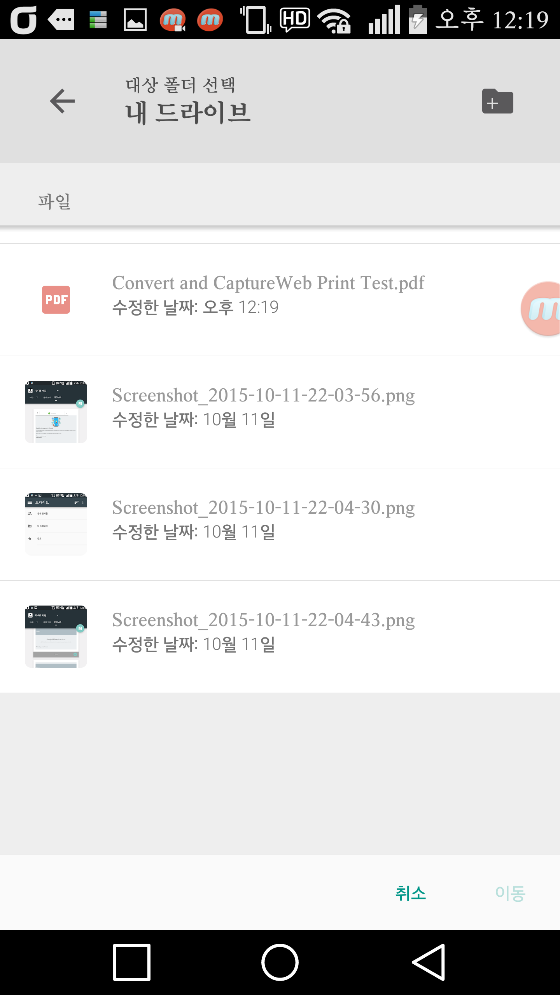 HD
오후 12:19
대상 폴더 선택
내 드라이브
파일
PDF
Convert and CaptureWeb Print Test.pdf
수정한 날짜: 오후 12:19
Screenshot_2015-10-11-22-03-56.png
수정한 날짜: 10월 11일
Screenshot_2015-10-11-22-04-30.png
수정한 날짜: 10월 11일
Screenshot_2015-10-11-22-04-43.png
수정한 날짜: 10월 11일
취소
이동